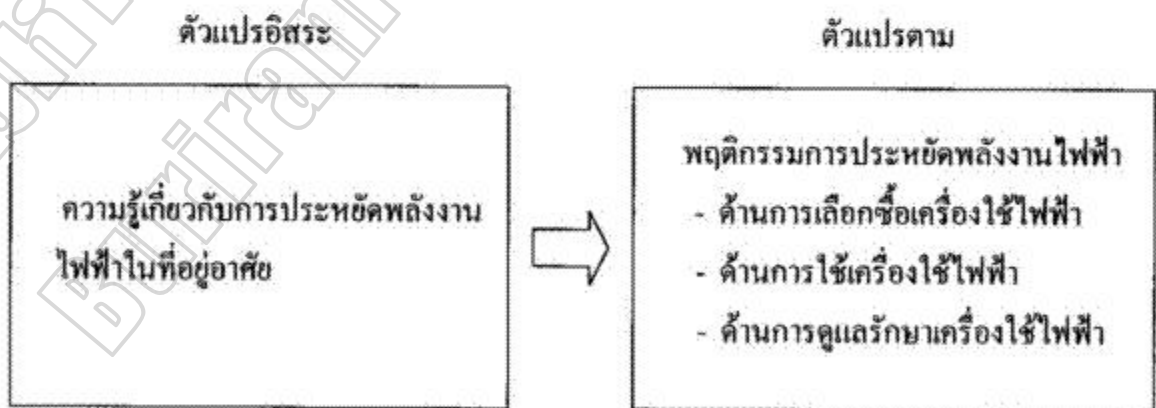 ตัวแปรอิสระ
ตัวแปรตาม
ความรู้เกี่ยวกับการประหยัดพลังงาน
ไฟฟ้าในที่อยู่อาศัย
พฤติกรรมการประหยัดพลังงานไฟฟ้า
- ด้านการเลือกซื้อเครื่องใช้ไฟฟ้า
- ด้านการใช้เครื่องใช้ไฟฟ้า
- ด้านการดูแลรักษาเครื่องใช้ไฟฟ้า
Buriram